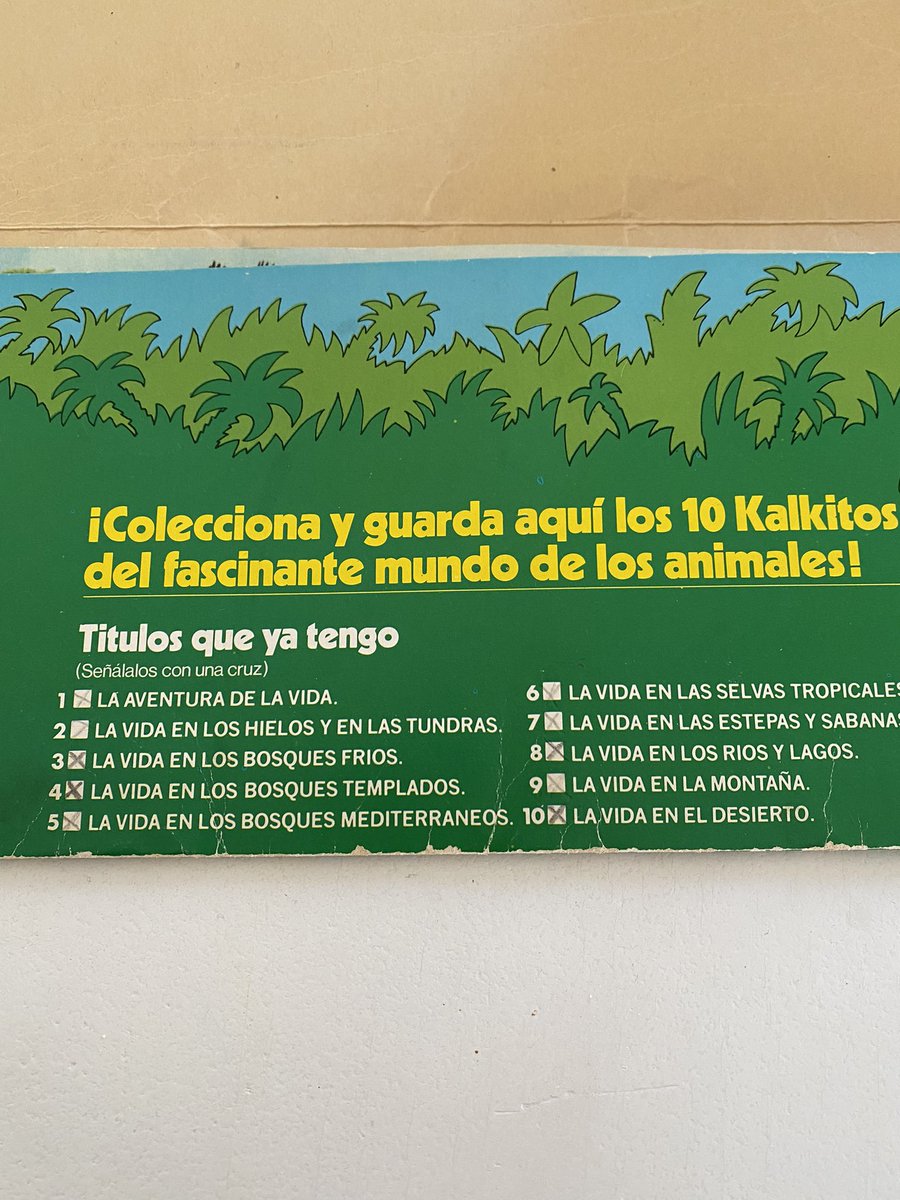 ¡Colecciona y guarda aquí los 10 Kalkitos
del fascinante mundo de los animales!
Titulos que ya tengo
(Señálalos con una cruz)
1 LA AVENTURA DE LA VIDA.
2 LA VIDA EN LOS HIELOS Y EN LAS TUNDRAS.
3 LA VIDA EN LOS BOSQUES FRIOS.
4 LA VIDA EN LOS BOSQUES TEMPLADOS.
5 LA VIDA EN LOS BOSQUES MEDITERRANEOS.
6 LA VIDA EN LAS SELVAS TROPICALES
7 LA VIDA EN LAS ESTEPAS Y SABANAS
8 LA VIDA EN LOS RIOS Y LAGOS.
9 LA VIDA EN LA MONTAÑA.
10 LA VIDA EN EL DESIERTO.